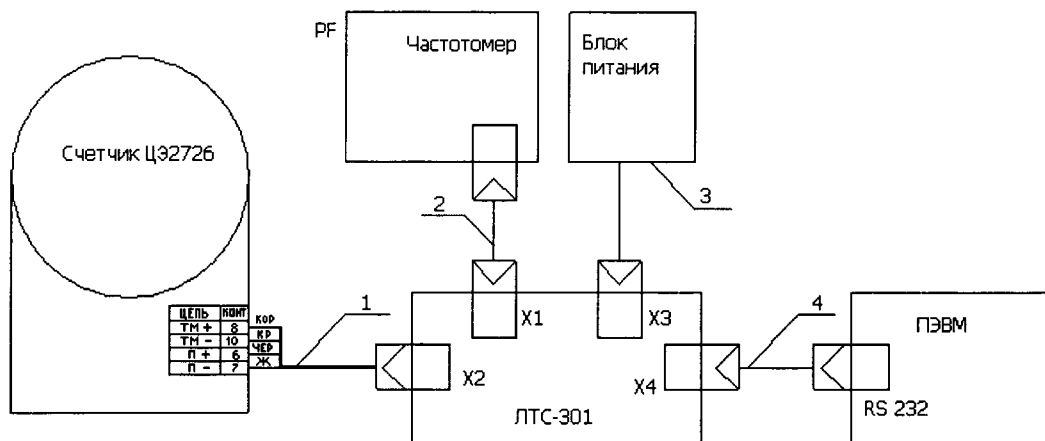 PF
Частотомер
Блок
питания
Счетчик ЦЭ2726
2
3
ЦЕПЬ КОНТ
ТМ + 8 КОР
ТМ - 10 КР
П + 6 ЧЕР
П - 7 Ж
1
X1
X3
4
ПЭВМ
X2
X4
ЛТС-301
RS 232